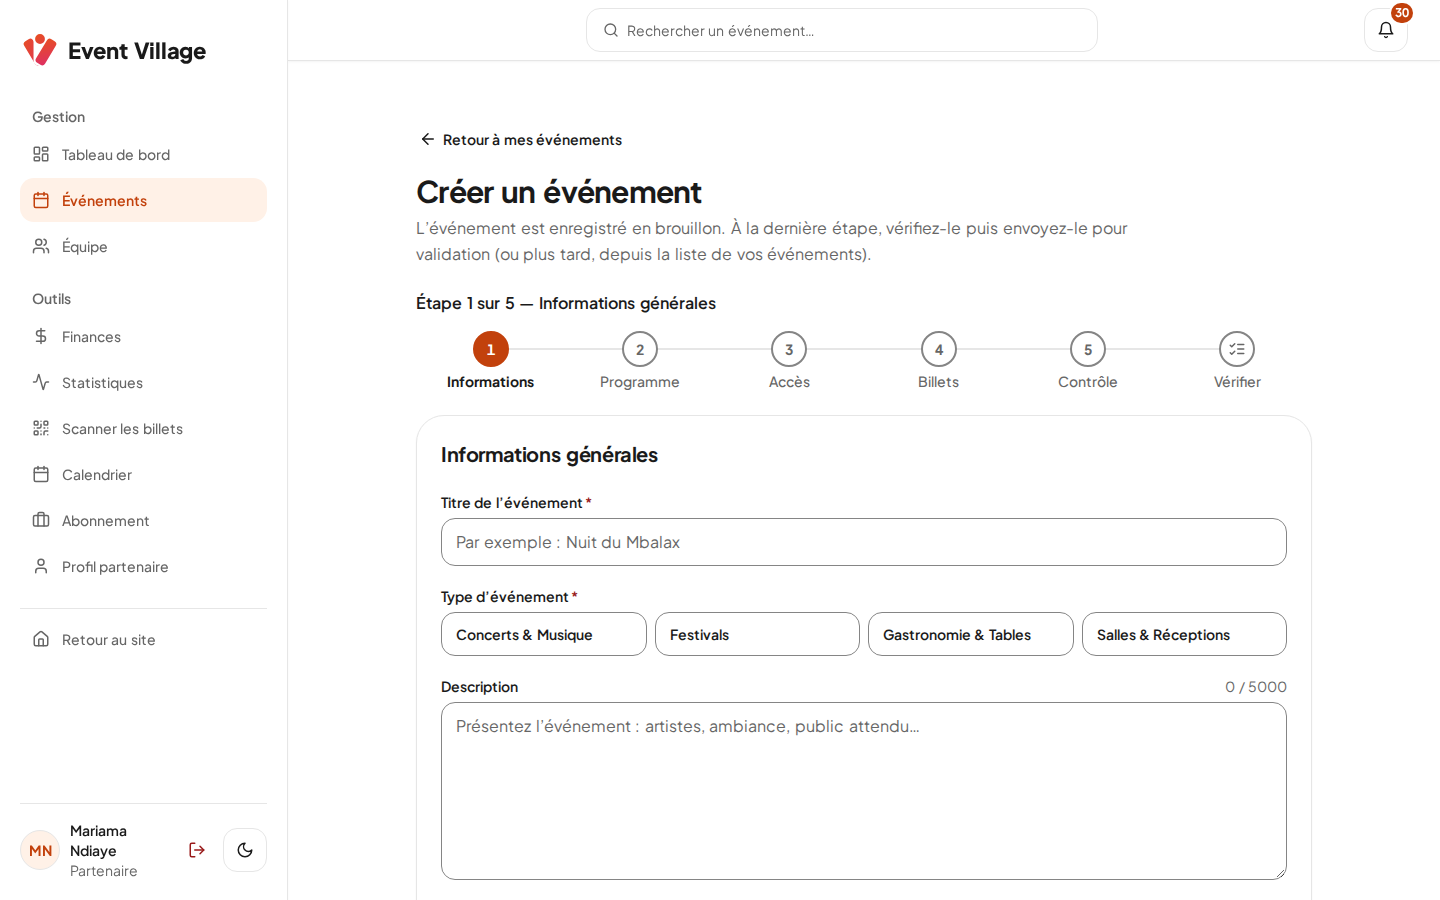 Event Village
Rechercher un événement…
30
Gestion
Tableau de bord
Événements
Équipe
Outils
Finances
Statistiques
Scanner les billets
Calendrier
Abonnement
Profil partenaire
Retour au site
MN
Mariama
Ndiaye
Partenaire
Retour à mes événements
Créer un événement
L’événement est enregistré en brouillon. À la dernière étape, vérifiez-le puis envoyez-le pour
validation (ou plus tard, depuis la liste de vos événements).
Étape 1 sur 5 — Informations générales
1 2 3 4 5
Informations Programme Accès Billets Contrôle Vérifier
Informations générales
Titre de l’événement *
Par exemple : Nuit du Mbalax
Type d’événement *
Concerts & Musique Festivals Gastronomie & Tables Salles & Réceptions
Description 0 / 5000
Présentez l’événement : artistes, ambiance, public attendu…